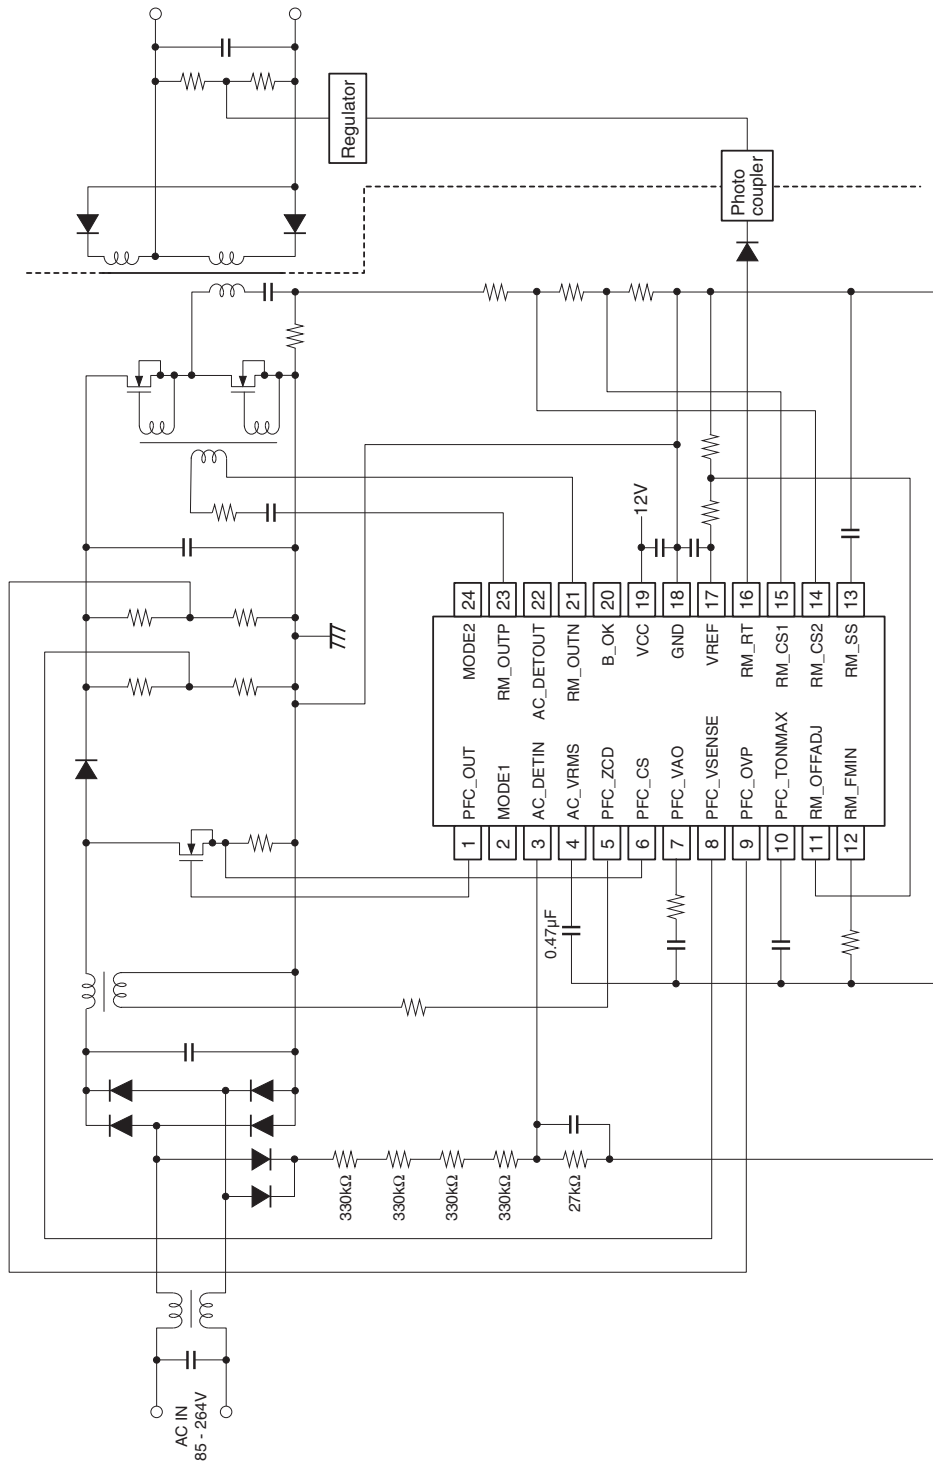 Regulator
Photo
coupler
12V
24
23
22
21
20
19
18
17
16
15
14
13
MODE2
RM_OUTP
AC_DETOUT
RM_OUTN
B_OK
VCC
GND
VREF
RM_RT
RM_CS1
RM_CS2
RM_SS
PFC_OUT
MODE1
AC_DETIN
AC_VRMS
PFC_ZCD
PFC_CS
PFC_VAO
PFC_VSENSE
PFC_OVP
PFC_TONMAX
RM_OFFADJ
RM_FMIN
1
2
3
4
5
6
7
8
9
10
11
12
0.47μF
330kΩ
330kΩ
330kΩ
330kΩ
27kΩ
AC IN
85 - 264V